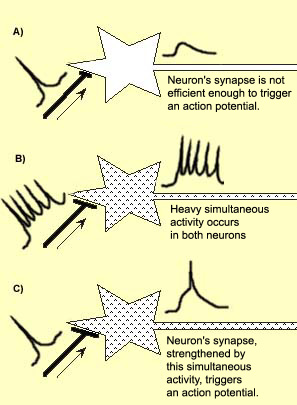 A)
Neuron's synapse is not
efficient enough to trigger
an action potential.
B)
Heavy simultaneous
activity occurs
in both neurons
C)
Neuron's synapse,
strengthened by
this simultaneous
activity, triggers
an action potential.